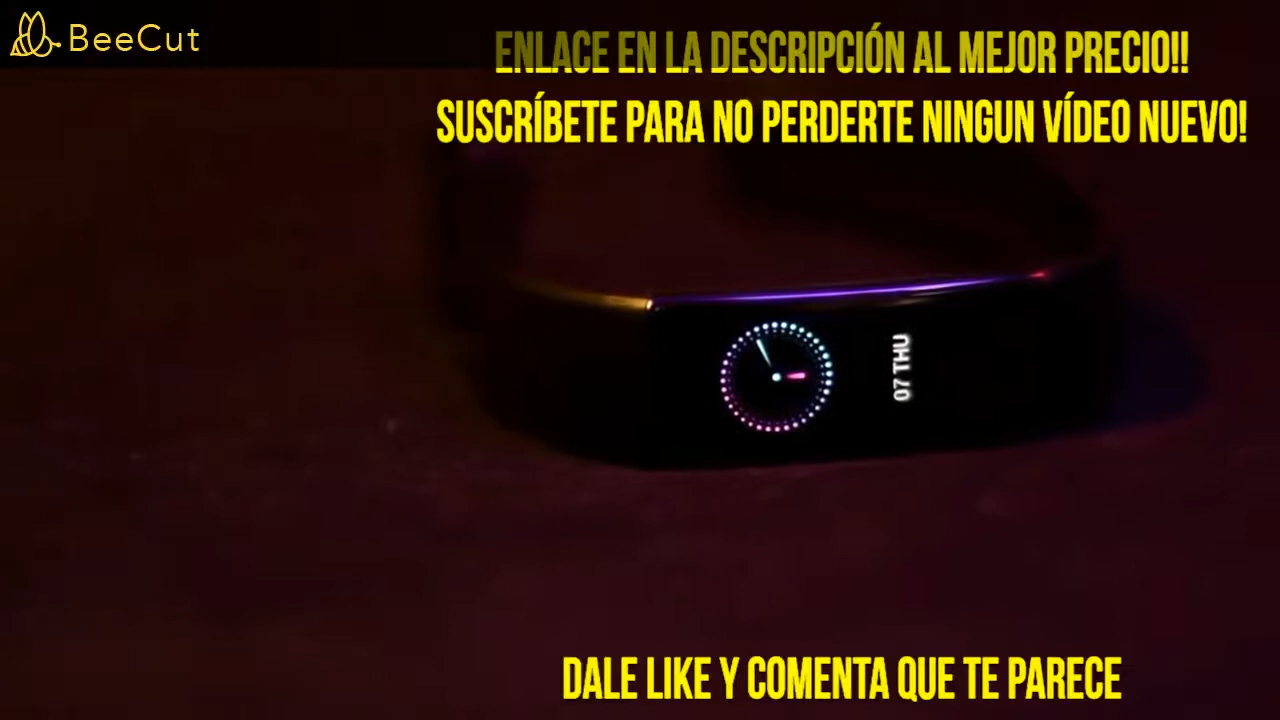 BeeCut
ENLACE EN LA DESCRIPCIÓN AL MEJOR PRECIO!!
SUSCRÍBETE PARA NO PERDERTE NINGUN VÍDEO NUEVO!
07 THU
DALE LIKE Y COMENTA QUE TE PARECE